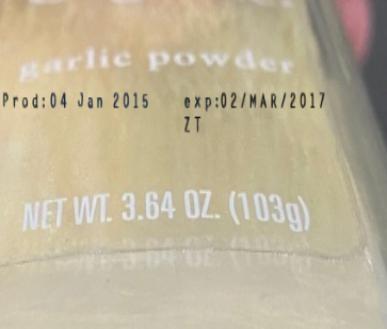 garlic powder
Prod:04 Jan 2015 exp:02/MAR/2017
ZT
NET WT. 3.64 OZ. (103g)